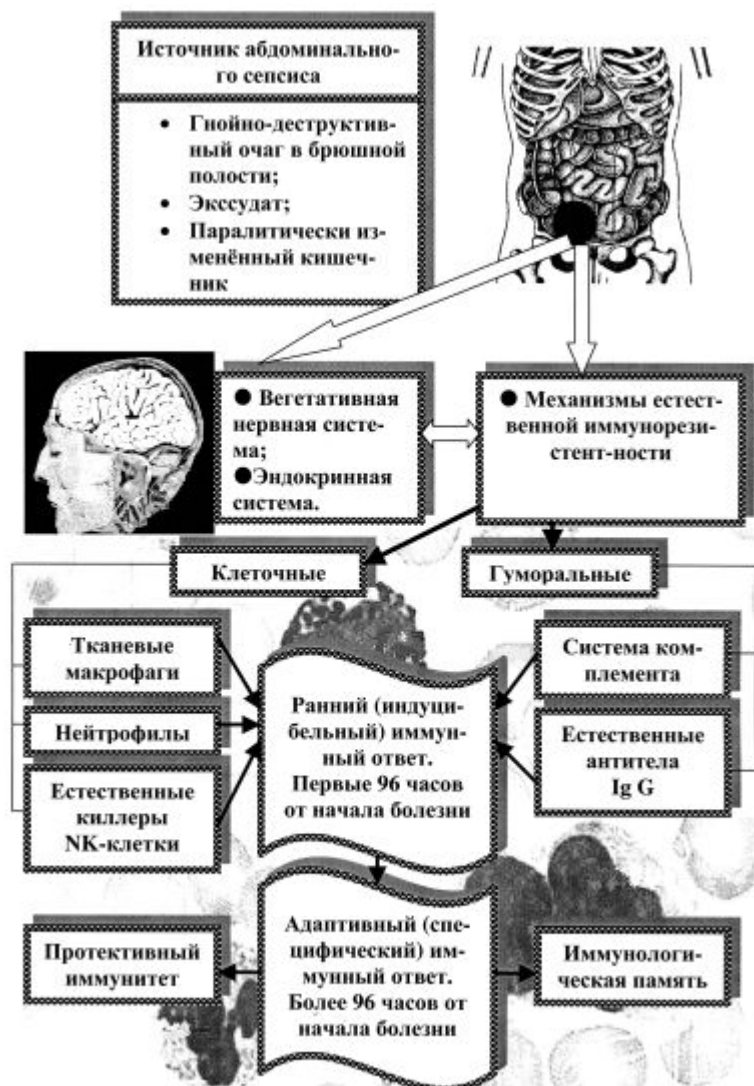 Источник абдоминально-
го сепсиса
• Гнойно-деструктив-
ный очаг в брюшной
полости;
• Экссудат;
• Паралитически из-
менённый кишеч-
ник
● Вегетативная
нервная систе-
ма;
●Эндокринная
система.
● Механизмы естест-
венной иммунорези-
стент-ности
Клеточные
Гуморальные
Тканевые
макрофаги
Нейтрофилы
Естественные
киллеры
NK-клетки
Ранний (индуци-
бельный) иммун-
ный ответ.
Первые 96 часов
от начала болезни
Система ком-
племента
Естественные
антитела
Ig G
Протективный
иммунитет
Адаптивный (спе-
цифический) им-
мунный ответ.
Более 96 часов от
начала болезни
Иммунологи-
ческая память